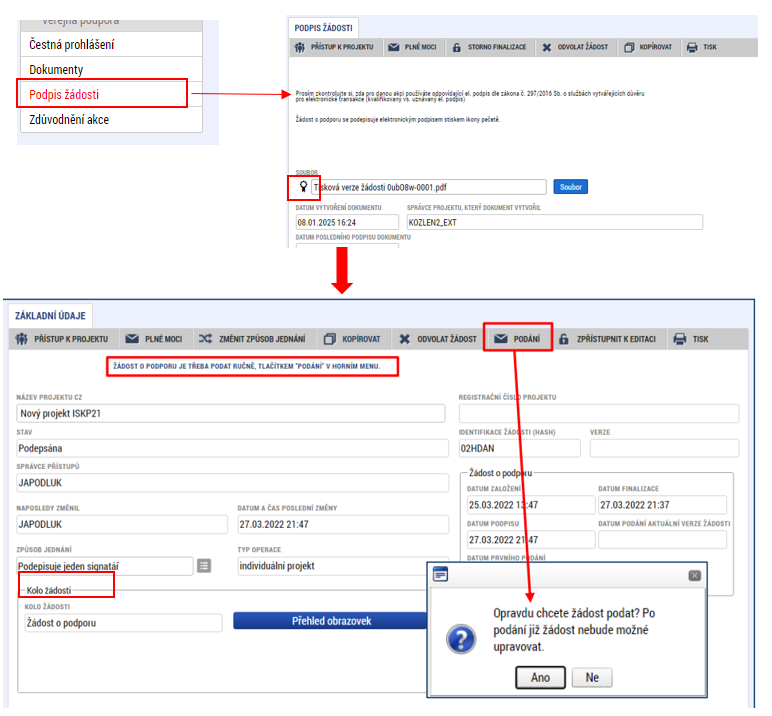 Veřejná podpora
Čestná prohlášení
Dokumenty
Podpis žádosti
Zdůvodnění akce
PODPIS ŽÁDOSTI
PŘÍSTUP K PROJEKTU PLNÉ MOCI STORNO FINALIZACE ODVOLAT ŽÁDOST KOPÍROVAT TISK
Prosím zkontrolujte si, zda pro danou akci používáte odpovídající el. podpis dle zákona č. 297/2016 Sb. o službách vytvářejících důvěru
pro elektronické transakce (kvalifikovaný vs. uznávaný el. podpis)
Žádost o podporu se podepisuje elektronickým podpisem stiskem ikony pečetě.
SOUBOR
Tisková verze žádosti 0ubO8w-0001.pdf Soubor
DATUM VYTVOŘENÍ DOKUMENTU SPRÁVCE PROJEKTU, KTERÝ DOKUMENT VYTVOŘIL
08.01.2025 16:24 KOZLEN2_EXT
DATUM POSLEDNÍHO PODPISU DOKUMENTU
ZÁKLADNÍ ÚDAJE
PŘÍSTUP K PROJEKTU PLNÉ MOCI ZMĚNIT ZPŮSOB JEDNÁNÍ KOPÍROVAT ODVOLAT ŽÁDOST PODÁNÍ ZPŘÍSTUPNIT K EDITACI TISK
ŽÁDOST O PODPORU JE TŘEBA PODAT RUČNĚ, TLAČÍTKEM "PODÁNÍ" V HORNÍM MENU.
NÁZEV PROJEKTU CZ REGISTRAČNÍ ČÍSLO PROJEKTU
Nový projekt ISKP21
STAV IDENTIFIKACE ŽÁDOSTI (HASH) VERZE
Podepsána 02HDAN
SPRÁVCE PŘÍSTUPŮ Žádost o podporu
JAPODLUK DATUM ZALOŽENÍ DATUM FINALIZACE
25.03.2022 13:47 27.03.2022 21:37
NAPOSLEDY ZMĚNIL DATUM A ČAS POSLEDNÍ ZMĚNY
JAPODLUK 27.03.2022 21:47 DATUM PODPISU DATUM PODÁNÍ AKTUÁLNÍ VERZE ŽÁDOSTI
27.03.2022 21:47
ZPŮSOB JEDNÁNÍ TYP OPERACE DATUM PRVNÍHO PODÁNÍ
Podepisuje jeden signatář individuální projekt
Kolo žádosti
KOLO ŽÁDOSTI
Žádost o podporu Přehled obrazovek
Opravdu chcete žádost podat? Po
podání již žádost nebude možné
upravovat.
Ano Ne